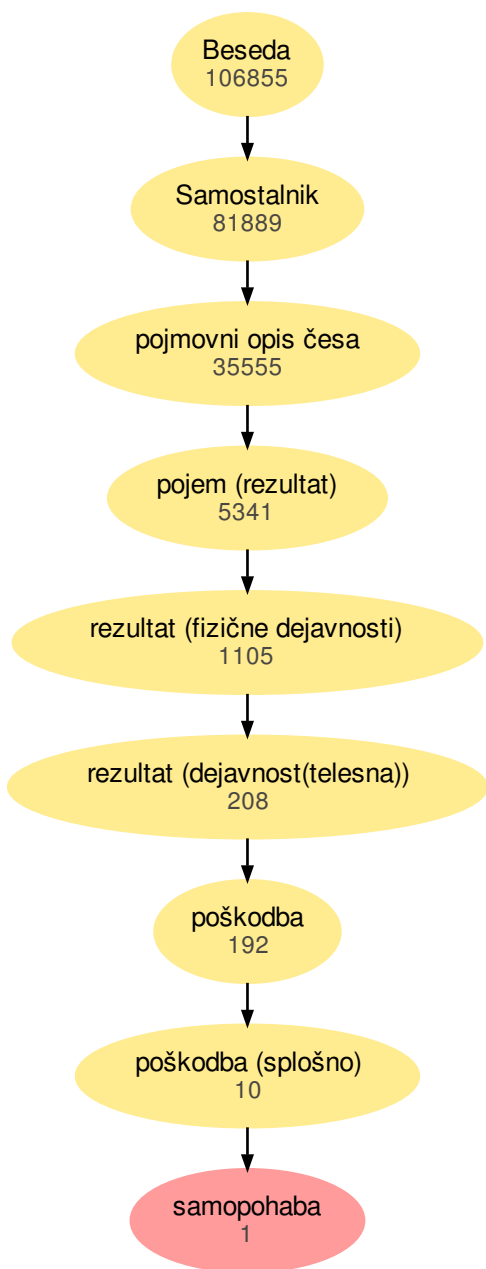 Beseda
106855
Samostalnik
81889
pojmovni opis česa
35555
pojem (rezultat)
5341
rezultat (fizične dejavnosti)
1105
rezultat (dejavnost(telesna))
208
poškodba
192
poškodba (splošno)
10
samopohaba
1